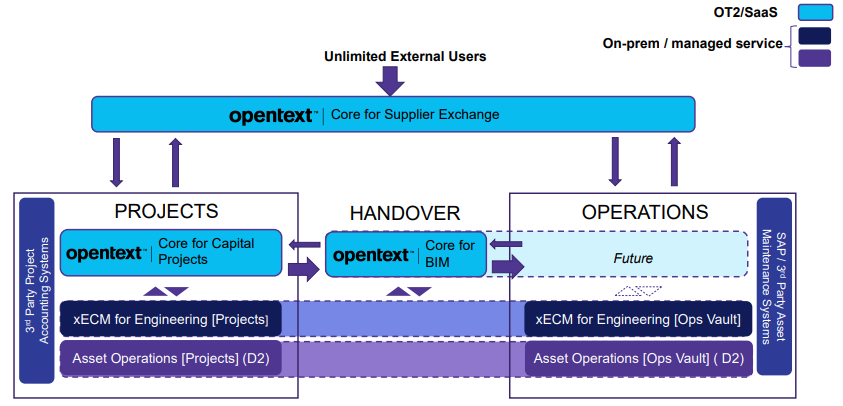 OT2/SaaS
On-prem / managed service
Unlimited External Users
opentext™ | Core for Supplier Exchange
PROJECTS
HANDOVER
OPERATIONS
3rd Party Project
Accounting Systems
opentext™ | Core for Capital
Projects
opentext™ | Core for
BIM
Future
SAP / 3rd Party Asset
Maintenance Systems
xECM for Engineering [Projects]
xECM for Engineering [Ops Vault]
Asset Operations [Projects] (D2)
Asset Operations [Ops Vault] ( D2)